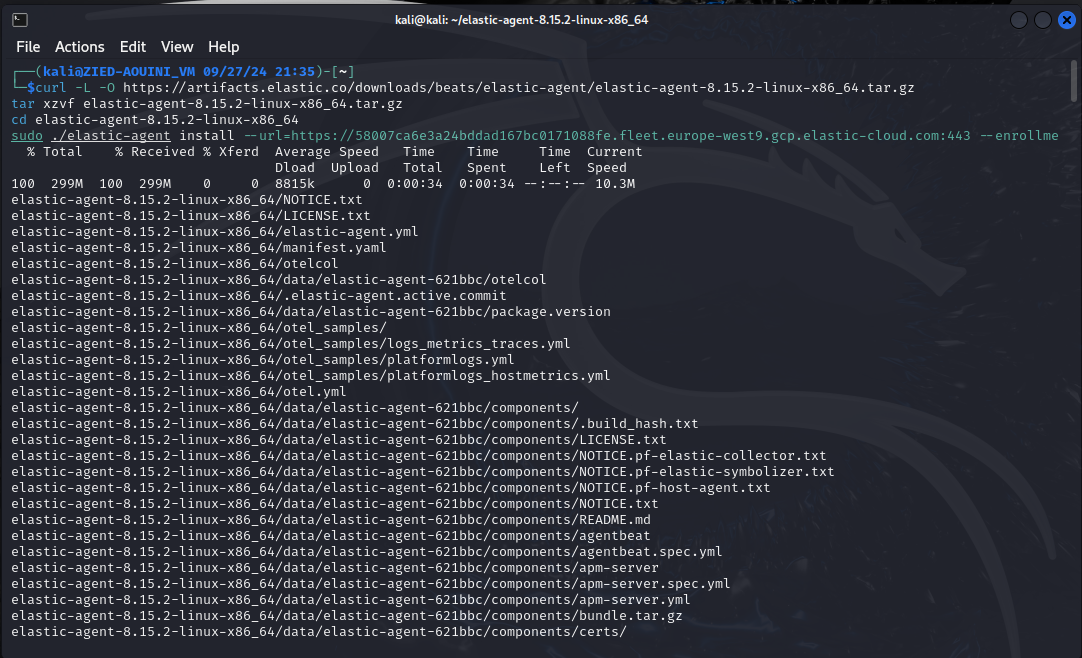 kali@kali: ~/elastic-agent-8.15.2-linux-x86_64
File Actions Edit View Help
┌──(kali@ZIED-AOUINI_VM 09/27/24 21:35)-[~]
└─$curl -L -O https://artifacts.elastic.co/downloads/beats/elastic-agent/elastic-agent-8.15.2-linux-x86_64.tar.gz
tar xzvf elastic-agent-8.15.2-linux-x86_64.tar.gz
cd elastic-agent-8.15.2-linux-x86_64
sudo ./elastic-agent install --url=https://58007ca6e3a24bddad167bc0171088fe.fleet.europe-west9.gcp.elastic-cloud.com:443 --enrollme
% Total % Received % Xferd Average Speed Time Time Time Current
Dload Upload Total Spent Left Speed
100 299M 100 299M 0 0 8815k 0 0:00:34 0:00:34 --:--:-- 10.3M
elastic-agent-8.15.2-linux-x86_64/NOTICE.txt
elastic-agent-8.15.2-linux-x86_64/LICENSE.txt
elastic-agent-8.15.2-linux-x86_64/elastic-agent.yml
elastic-agent-8.15.2-linux-x86_64/manifest.yaml
elastic-agent-8.15.2-linux-x86_64/otelcol
elastic-agent-8.15.2-linux-x86_64/data/elastic-agent-621bbc/otelcol
elastic-agent-8.15.2-linux-x86_64/.elastic-agent.active.commit
elastic-agent-8.15.2-linux-x86_64/data/elastic-agent-621bbc/package.version
elastic-agent-8.15.2-linux-x86_64/otel_samples/
elastic-agent-8.15.2-linux-x86_64/otel_samples/logs_metrics_traces.yml
elastic-agent-8.15.2-linux-x86_64/otel_samples/platformlogs.yml
elastic-agent-8.15.2-linux-x86_64/otel_samples/platformlogs_hostmetrics.yml
elastic-agent-8.15.2-linux-x86_64/otel.yml
elastic-agent-8.15.2-linux-x86_64/data/elastic-agent-621bbc/components/
elastic-agent-8.15.2-linux-x86_64/data/elastic-agent-621bbc/components/.build_hash.txt
elastic-agent-8.15.2-linux-x86_64/data/elastic-agent-621bbc/components/LICENSE.txt
elastic-agent-8.15.2-linux-x86_64/data/elastic-agent-621bbc/components/NOTICE.pf-elastic-collector.txt
elastic-agent-8.15.2-linux-x86_64/data/elastic-agent-621bbc/components/NOTICE.pf-elastic-symbolizer.txt
elastic-agent-8.15.2-linux-x86_64/data/elastic-agent-621bbc/components/NOTICE.pf-host-agent.txt
elastic-agent-8.15.2-linux-x86_64/data/elastic-agent-621bbc/components/NOTICE.txt
elastic-agent-8.15.2-linux-x86_64/data/elastic-agent-621bbc/components/README.md
elastic-agent-8.15.2-linux-x86_64/data/elastic-agent-621bbc/components/agentbeat
elastic-agent-8.15.2-linux-x86_64/data/elastic-agent-621bbc/components/agentbeat.spec.yml
elastic-agent-8.15.2-linux-x86_64/data/elastic-agent-621bbc/components/apm-server
elastic-agent-8.15.2-linux-x86_64/data/elastic-agent-621bbc/components/apm-server.spec.yml
elastic-agent-8.15.2-linux-x86_64/data/elastic-agent-621bbc/components/apm-server.yml
elastic-agent-8.15.2-linux-x86_64/data/elastic-agent-621bbc/components/bundle.tar.gz
elastic-agent-8.15.2-linux-x86_64/data/elastic-agent-621bbc/components/certs/